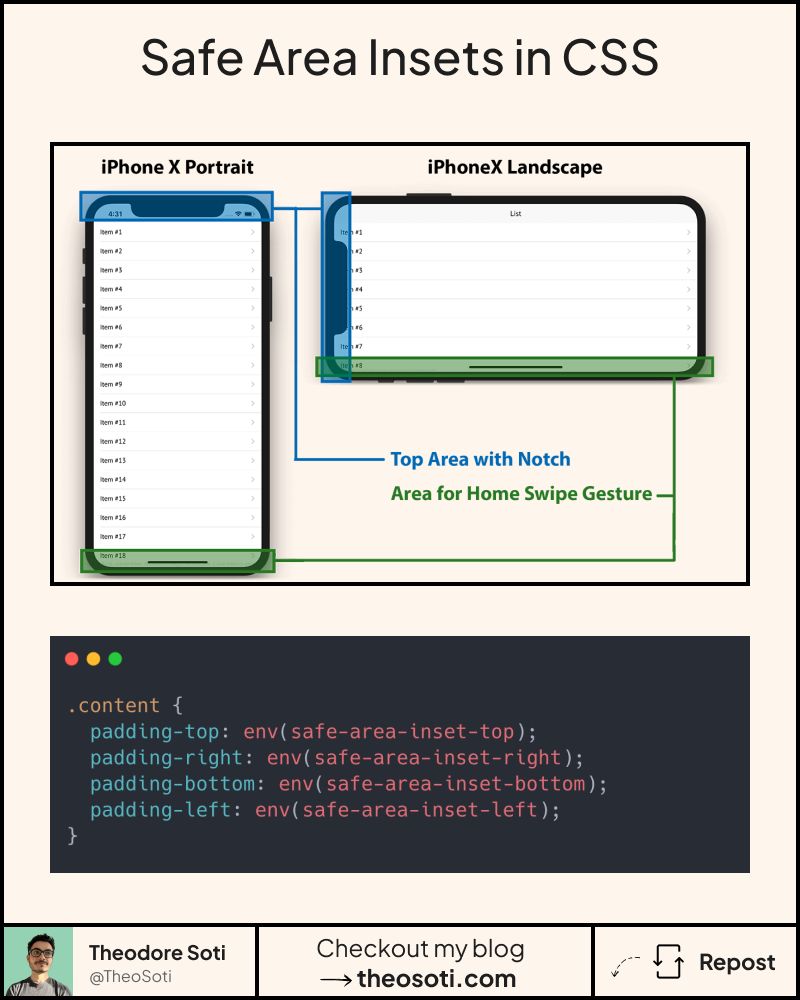 Safe Area Insets in CSS
iPhone X Portrait
iPhoneX Landscape
4:31
Item #1
Item #2
Item #3
Item #4
Item #5
Item #6
Item #7
Item #8
Item #9
Item #10
Item #11
Item #12
Item #13
Item #14
Item #15
Item #16
Item #17
Item #18
List
Item #1
Item #2
Item #3
Item #4
Item #5
Item #6
Item #7
Item #8
Top Area with Notch
Area for Home Swipe Gesture
.content {
padding-top: env(safe-area-inset-top);
padding-right: env(safe-area-inset-right);
padding-bottom: env(safe-area-inset-bottom);
padding-left: env(safe-area-inset-left);
}
Theodore Soti
@TheoSoti
Checkout my blog
→ theosoti.com
Repost